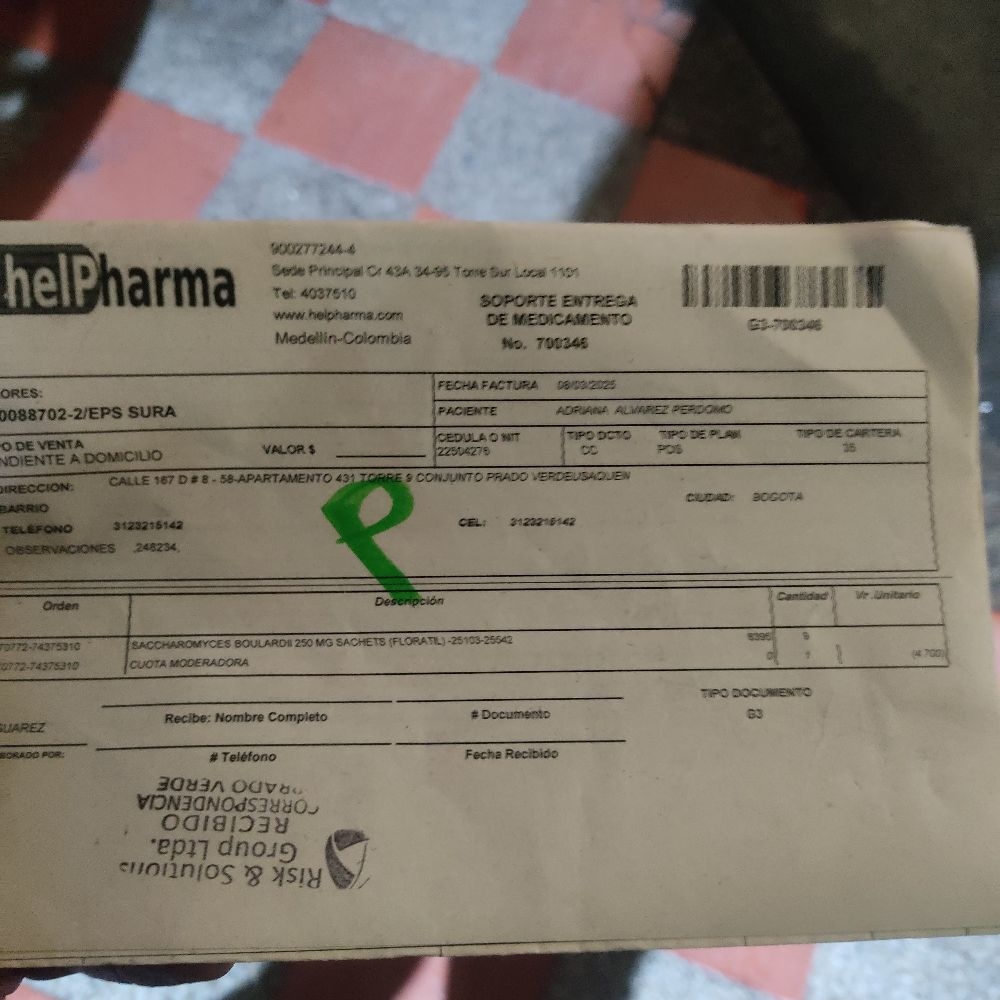 helPharma
900277244-4
Sede Principal Cr 43A 34-95 Torre Sur Local 1101
Tel: 4037610
www.helpharma.com
Medellín-Colombia
SOPORTE ENTREGA
DE MEDICAMENTO
No. 700346
G3-700346
ORES:
0088702-2/EPS SURA
FECHA FACTURA 08/03/2025
PACIENTE ADRIANA ALVAREZ PERDOMO
O DE VENTA
NDIENTE A DOMICILIO
VALOR $
CEDULA O NIT
22504276
TIPO DCTO
CC
TIPO DE PLAN
POS
TIPO DE CARTERA
35
DIRECCION: CALLE 167 D # 8 - 58-APARTAMENTO 431 TORRE 9 CONJUNTO PRADO VERDEUSAQUEN
BARRIO
CIUDAD: BOGOTA
TELÉFONO 3123215142 CEL: 3123215142
OBSERVACIONES .246234,
P
Orden Descripción Cantidad Vr .Unitario
70772-74375310 SACCHAROMYCES BOULARDII 250 MG SACHETS (FLORATIL) -25103-25542 6395 9
0772-74375310 CUOTA MODERADORA 0 1 (4 700)
TIPO DOCUMENTO
G3
Recibe: Nombre Completo # Documento
SUAREZ
BORADO POR:
# Teléfono Fecha Recibido
Risk & Solutions
Group Ltda.
RECIBIDO
CORRESPONDENCIA
PRADO VERDE